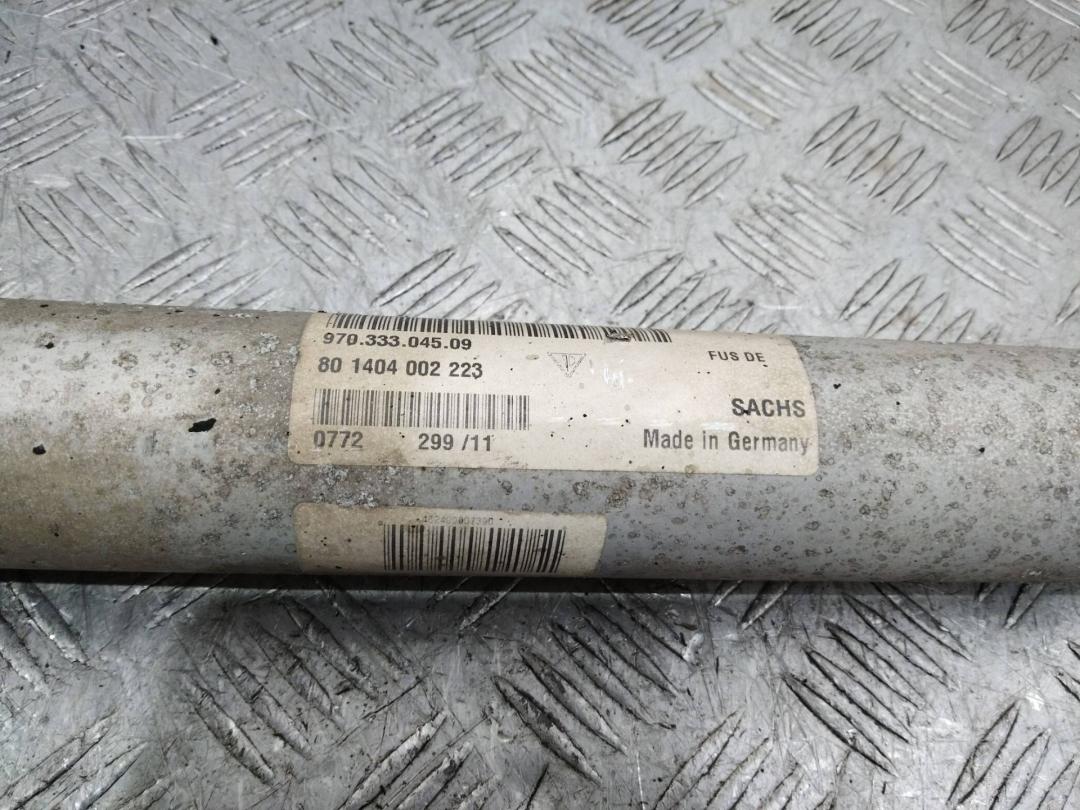 970.333.045.09
FUS DE
80 1404 002 223
SACHS
0772 299 /11
Made in Germany